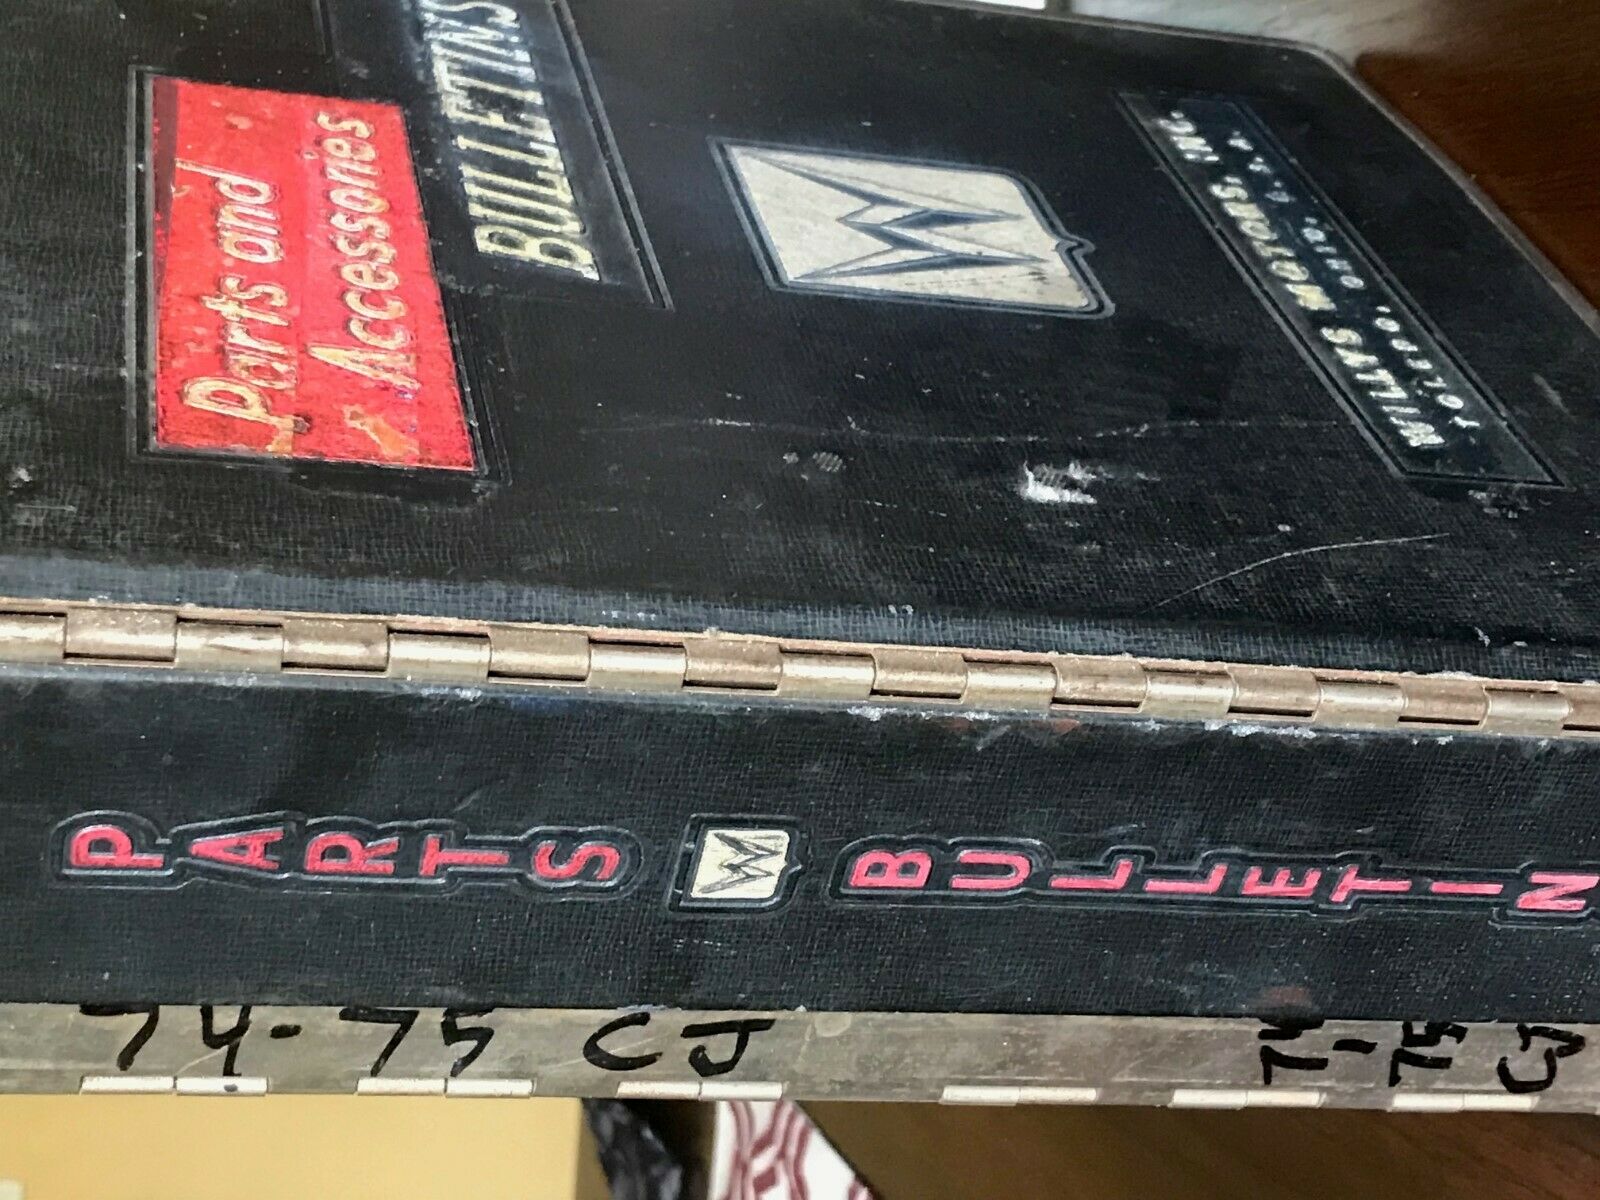 Parts and
Accessories
BULLETINS
W
WILLYS MOTORS, INC.
TOLEDO, OHIO, U.S.A.
PARTS W BULLETIN
74-75 CJ
74-75 CJ